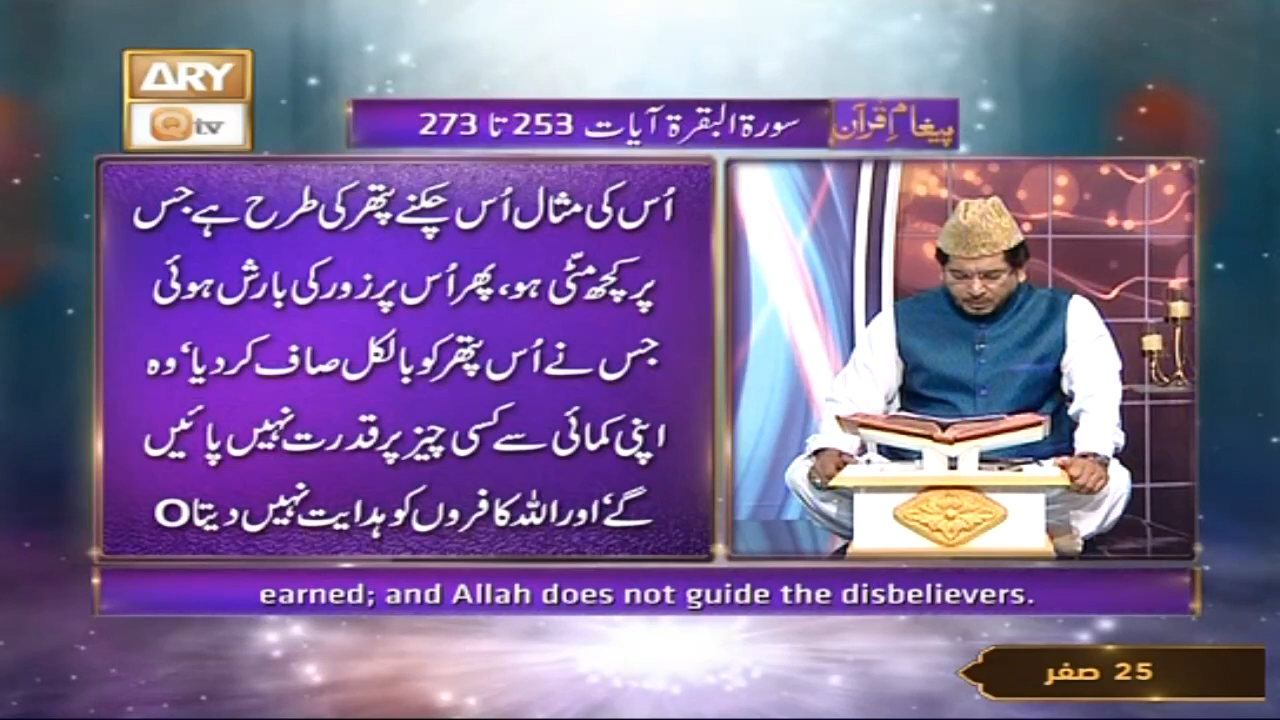 ARY
Qtv
پیغامِ قرآن
سورۃ البقرۃ آیات 253 تا 273
اُس کی مثال اُس چکنے پتھر کی طرح ہے جس
پر کچھ مٹّی ہو، پھر اُس پر زور کی بارش ہوئی
جس نے اُس پتھر کو بالکل صاف کر دیا‘ وہ
اپنی کمائی سے کسی چیز پر قدرت نہیں پائیں
گے‘ اور اللہ کافروں کو ہدایت نہیں دیتا O
earned; and Allah does not guide the disbelievers.
25 صفر